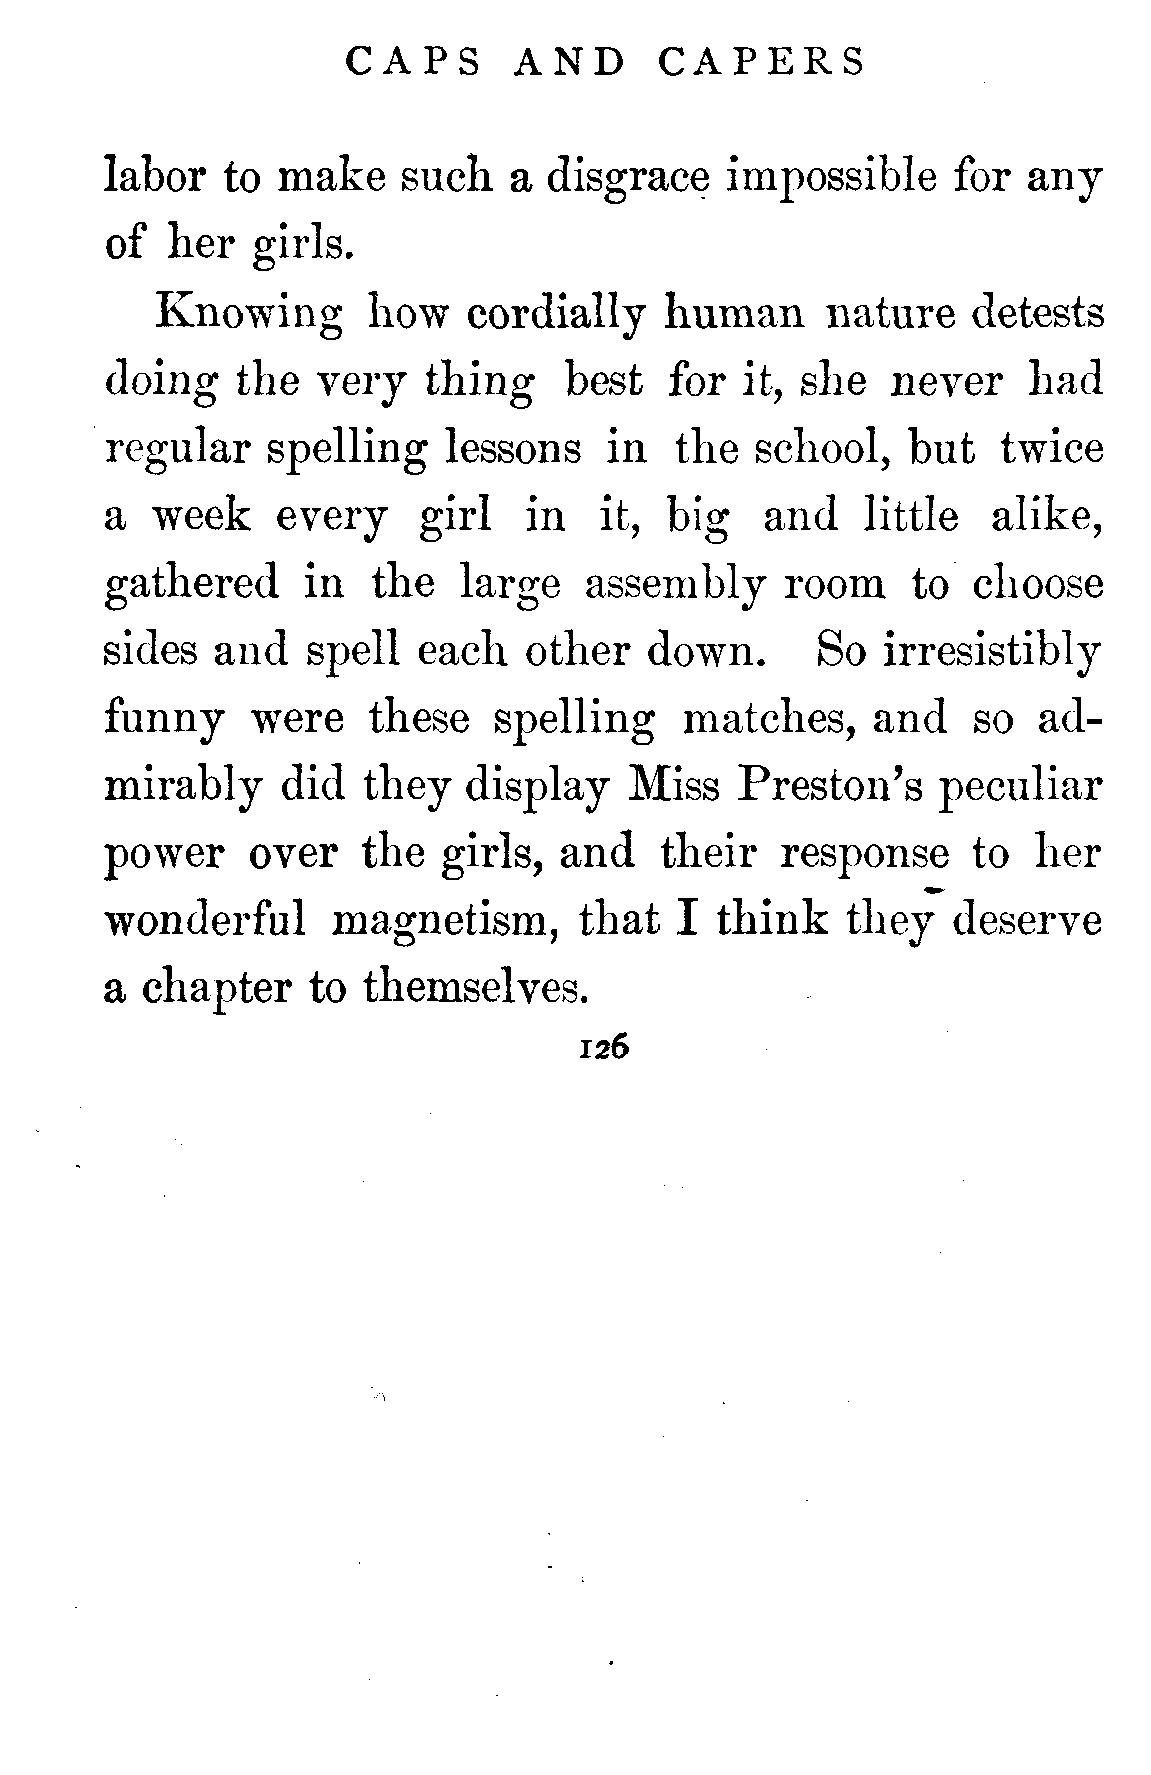 CAPS AND CAPERS
labor to make such a disgrace impossible for any
of her girls.
Knowing how cordially human nature detests
doing the very thing best for it, she never had
regular spelling lessons in the school, but twice
a week every girl in it, big and little alike,
gathered in the large assembly room to choose
sides and spell each other down. So irresistibly
funny were these spelling matches, and so ad-
mirably did they display Miss Preston's peculiar
power over the girls, and their response to her
wonderful magnetism, that I think they deserve
a chapter to themselves.
126